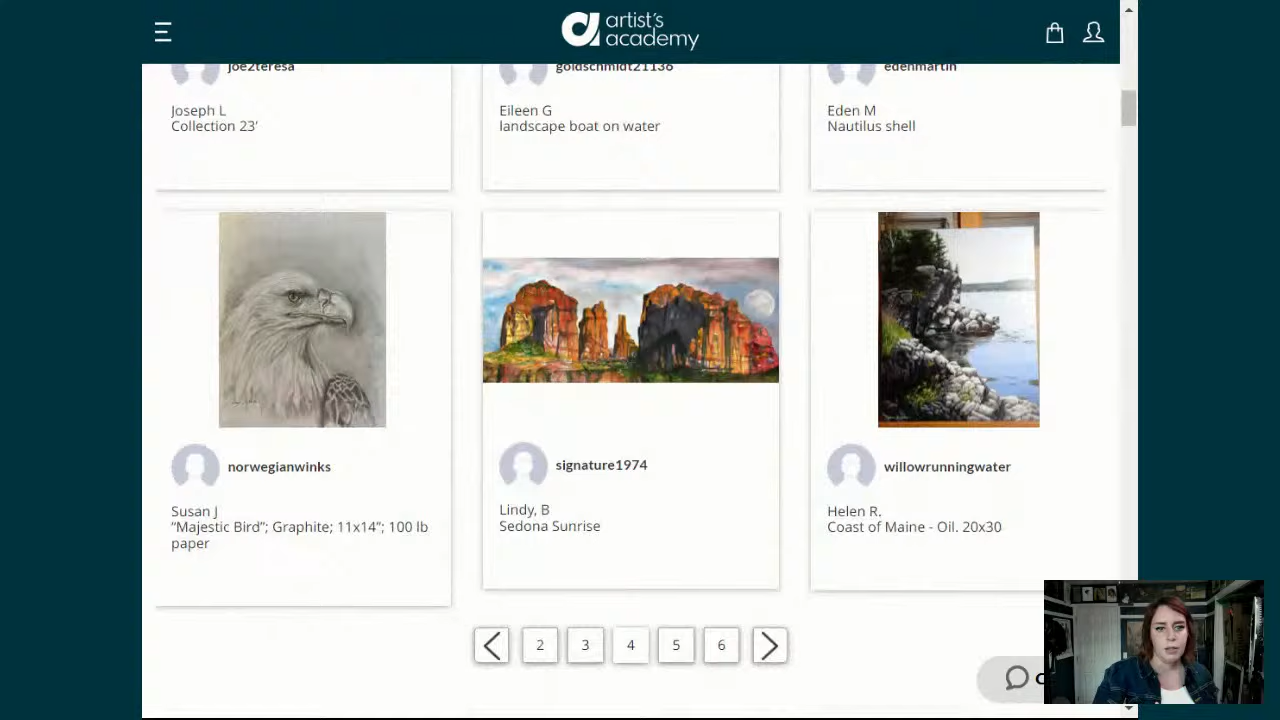 artist's
academy
joe2teresa
goldschmidt21136
edenmartin
Joseph L
Collection 23'
Eileen G
landscape boat on water
Eden M
Nautilus shell
norwegianwinks
signature1974
willowrunningwater
Susan J
"Majestic Bird"; Graphite; 11x14"; 100 lb
paper
Lindy, B
Sedona Sunrise
Helen R.
Coast of Maine - Oil. 20x30
2
3
4
5
6